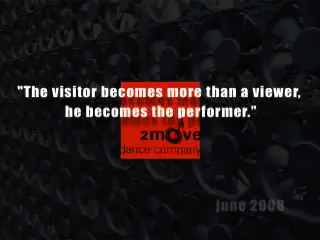 "The visitor becomes more than a viewer,
he becomes the performer."
2move
dance company
june 2006